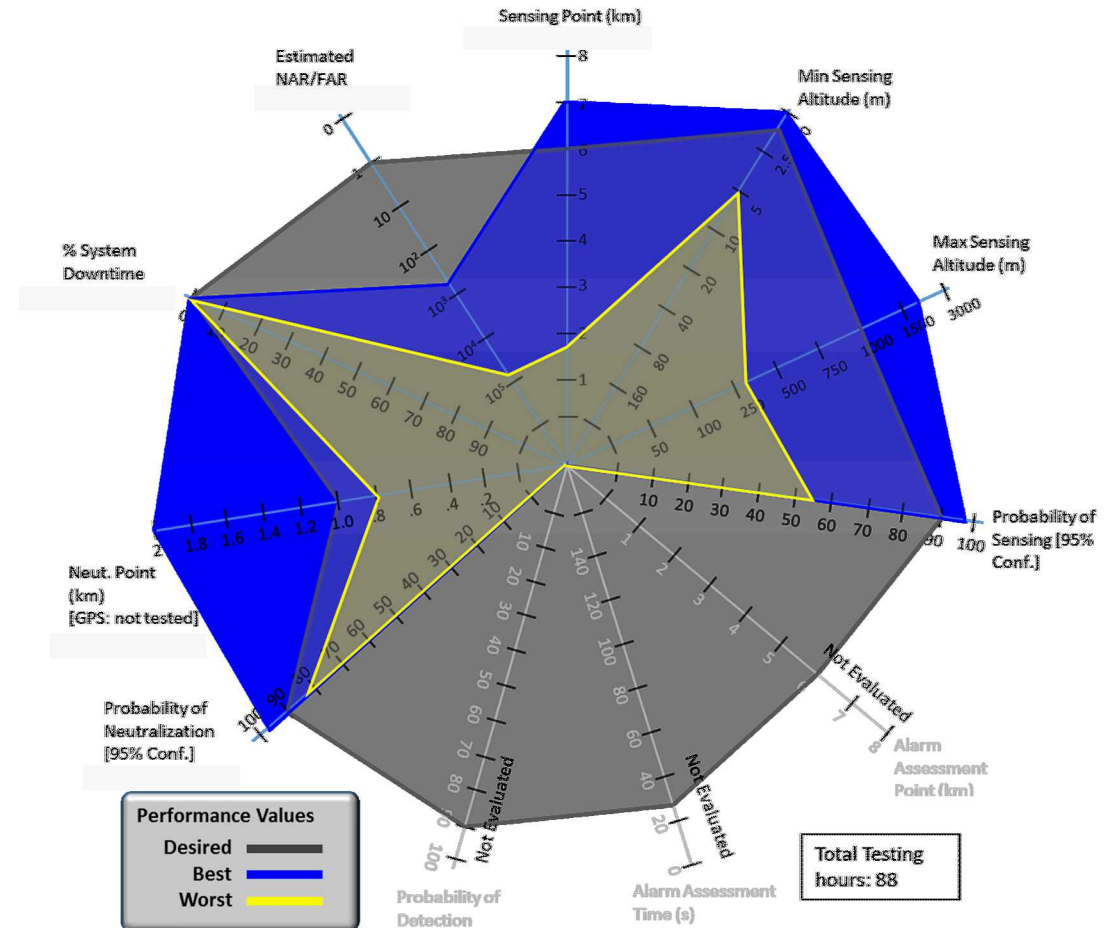 Sensing Point (km)
8
7
6
5
4
3
2
1
Estimated
NAR/FAR
0
1
10
10²
10³
10⁴
10⁵
Min Sensing
Altitude (m)
0
2.5
5
10
20
40
80
160
Max Sensing
Altitude (m)
3000
1500
1000
750
500
250
100
50
% System
Downtime
0
10
20
30
40
50
60
70
80
90
Probability of
Sensing [95%
Conf.]
10
20
30
40
50
60
70
80
90
100
Neut. Point
(km)
[GPS: not tested]
2
1.8
1.6
1.4
1.2
1.0
.8
.6
.4
.2
Probability of
Neutralization
[95% Conf.]
100
90
80
70
60
50
40
30
20
10
Not Evaluated
1
2
3
4
5
6
7
8
Alarm
Assessment
Point (km)
Not Evaluated
140
120
100
80
60
40
20
0
Alarm Assessment
Time (s)
Not Evaluated
10
20
30
40
50
60
70
80
90
100
Probability of
Detection
Performance Values
Desired
Best
Worst
Total Testing
hours: 88